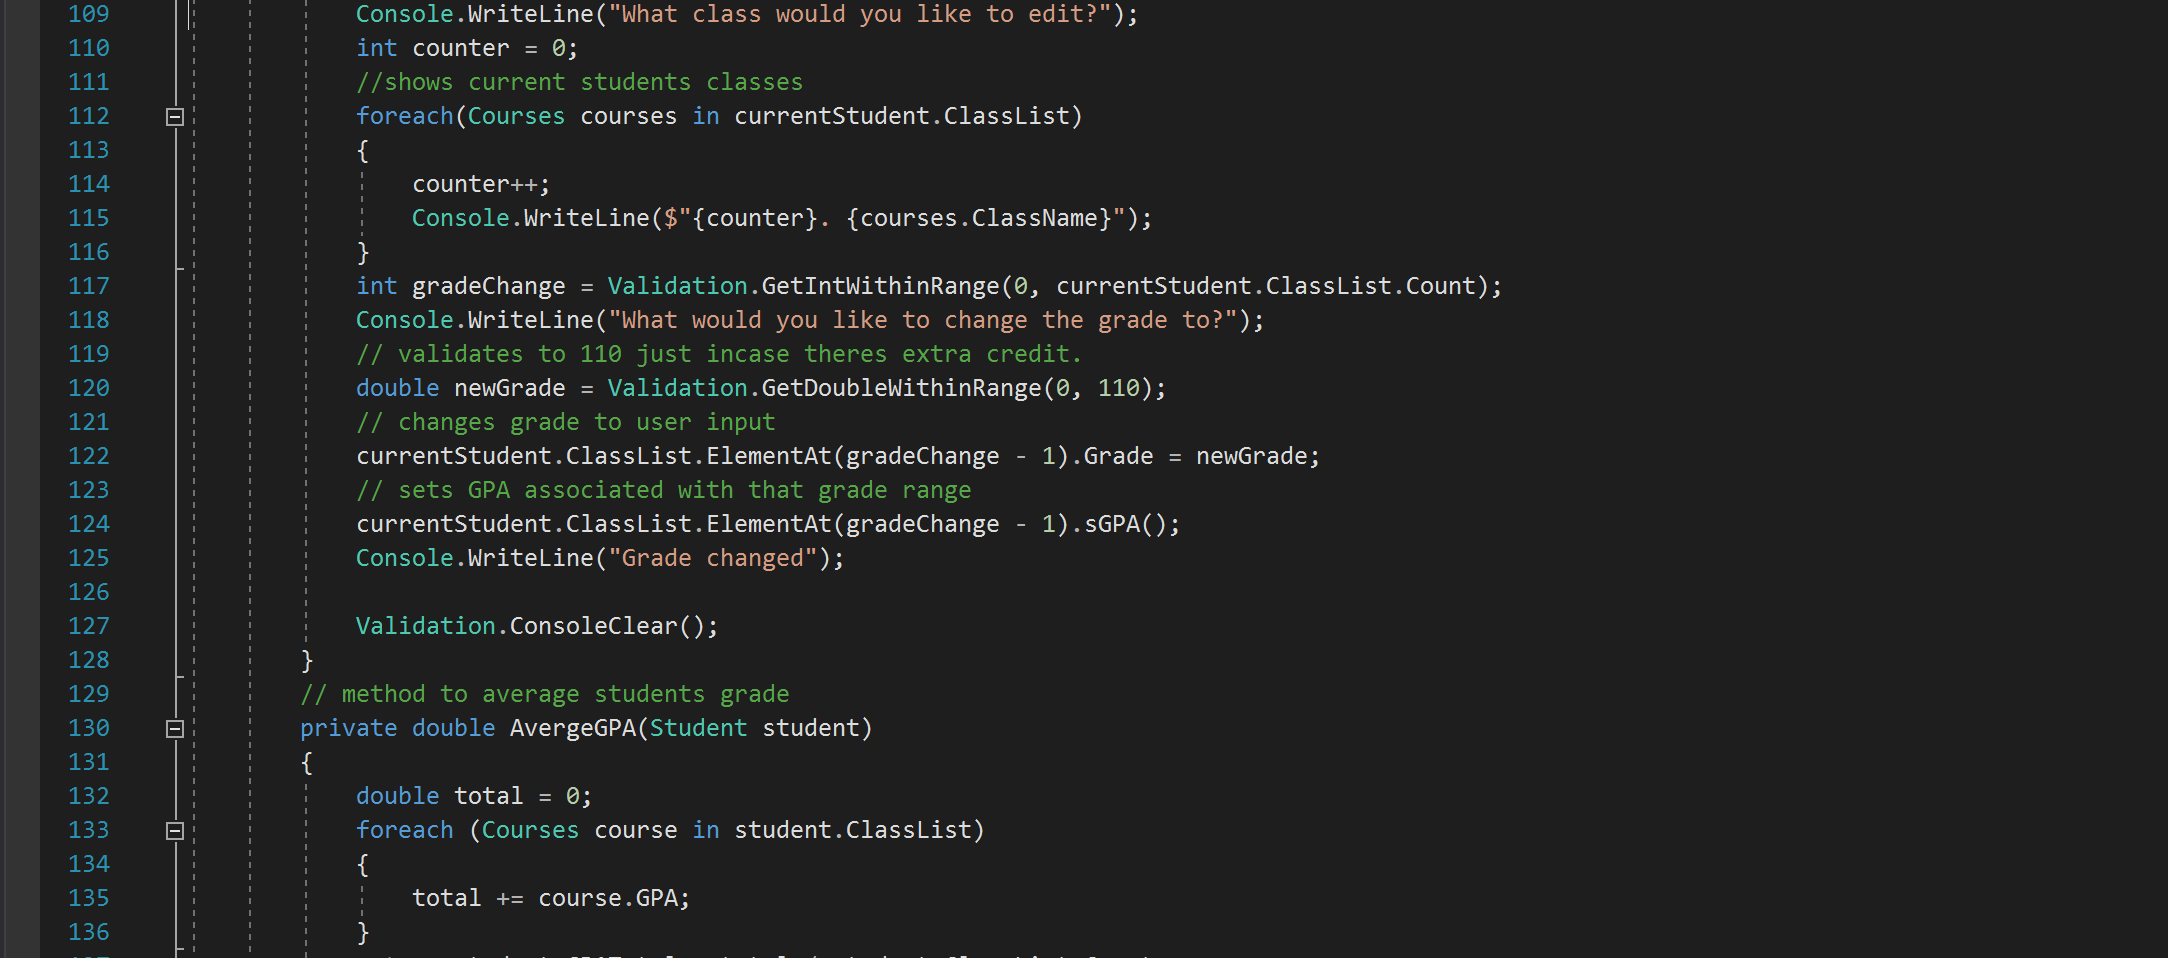 109 Console.WriteLine("What class would you like to edit?");
110 int counter = 0;
111 //shows current students classes
112 foreach(Courses courses in currentStudent.ClassList)
113 {
114 counter++;
115 Console.WriteLine($"{counter}. {courses.ClassName}");
116 }
117 int gradeChange = Validation.GetIntWithinRange(0, currentStudent.ClassList.Count);
118 Console.WriteLine("What would you like to change the grade to?");
119 // validates to 110 just incase theres extra credit.
120 double newGrade = Validation.GetDoubleWithinRange(0, 110);
121 // changes grade to user input
122 currentStudent.ClassList.ElementAt(gradeChange - 1).Grade = newGrade;
123 // sets GPA associated with that grade range
124 currentStudent.ClassList.ElementAt(gradeChange - 1).sGPA();
125 Console.WriteLine("Grade changed");
126
127 Validation.ConsoleClear();
128 }
129 // method to average students grade
130 private double AvergeGPA(Student student)
131 {
132 double total = 0;
133 foreach (Courses course in student.ClassList)
134 {
135 total += course.GPA;
136 }